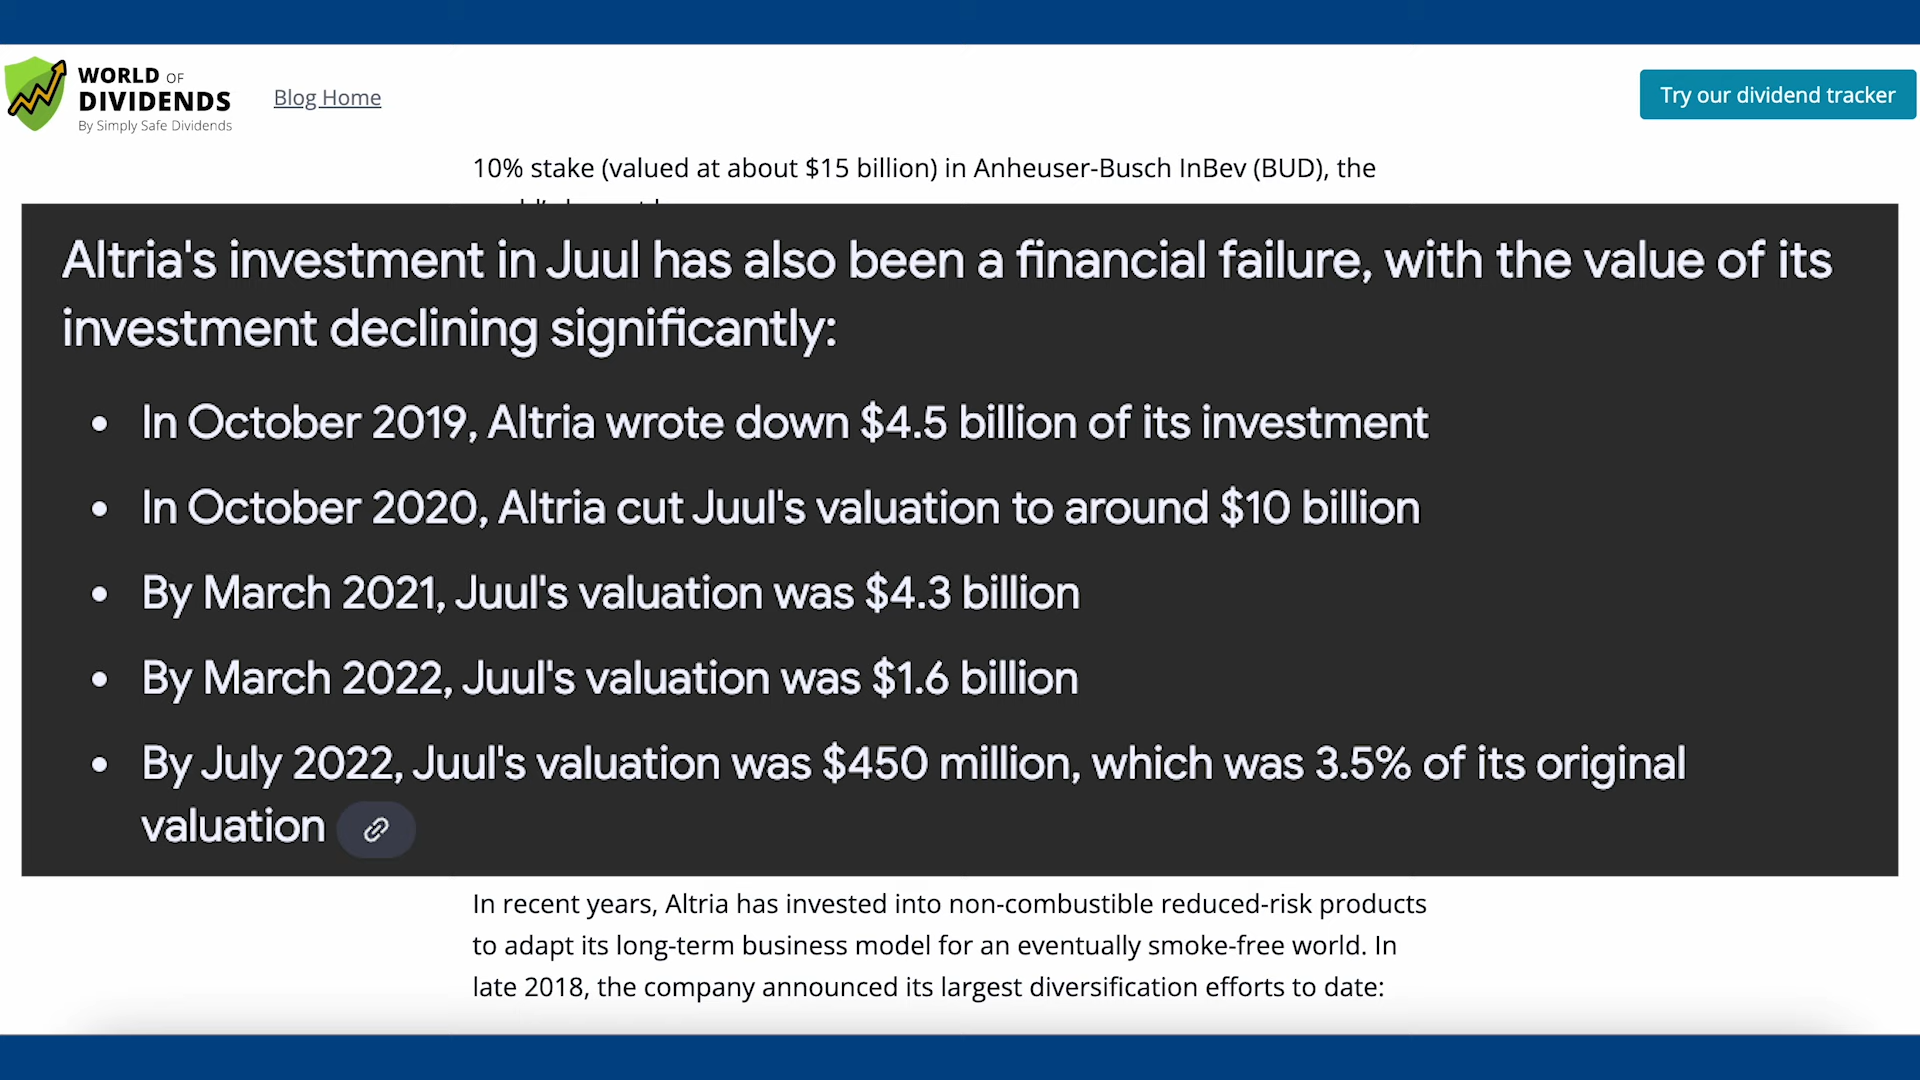 WORLD OF
DIVIDENDS
By Simply Safe Dividends
Blog Home
Try our dividend tracker
10% stake (valued at about $15 billion) in Anheuser-Busch InBev (BUD), the
Altria's investment in Juul has also been a financial failure, with the value of its
investment declining significantly:
• In October 2019, Altria wrote down $4.5 billion of its investment
• In October 2020, Altria cut Juul's valuation to around $10 billion
• By March 2021, Juul's valuation was $4.3 billion
• By March 2022, Juul's valuation was $1.6 billion
• By July 2022, Juul's valuation was $450 million, which was 3.5% of its original
valuation
In recent years, Altria has invested into non-combustible reduced-risk products
to adapt its long-term business model for an eventually smoke-free world. In
late 2018, the company announced its largest diversification efforts to date: